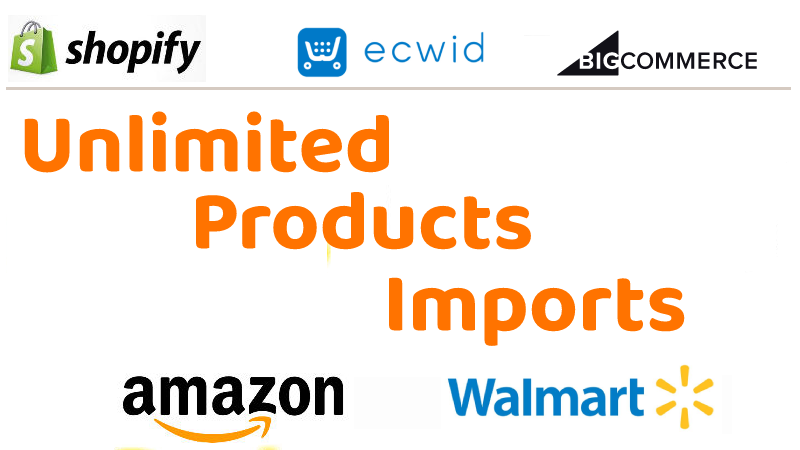 shopify ecwid BIGCOMMERCE
Unlimited
Products
Imports
amazon Walmart